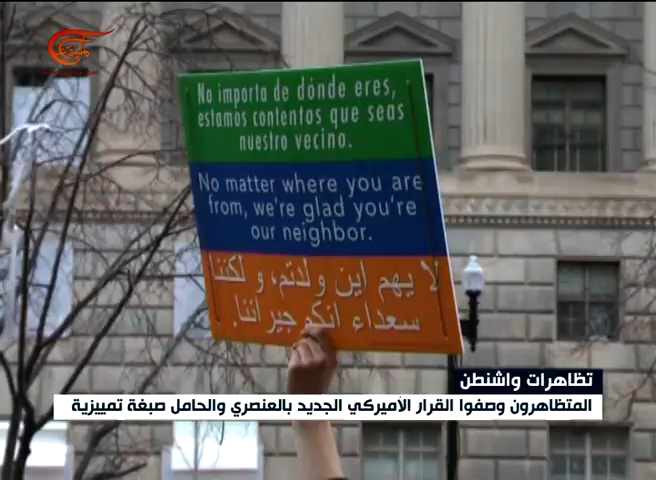 No importa de dónde eres,
estamos contentos que seas
nuestro vecino.
No matter where you are
from, we're glad you're
our neighbor.
لا يهم اين ولدتم، و لكننا
سعداء انكم جيراننا.
تظاهرات واشنطن
المتظاهرون وصفوا القرار الأميركي الجديد بالعنصري والحامل صبغة تمييزية